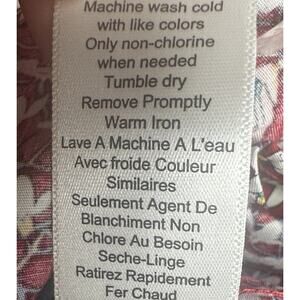 Machine wash cold
with like colors
Only non-chlorine
when needed
Tumble dry
Remove Promptly
Warm Iron
Lave A Machine A L'eau
Avec froide Couleur
Similaires
Seulement Agent De
Blanchiment Non
Chlore Au Besoin
Seche-Linge
Ratirez Rapidement
Fer Chaud